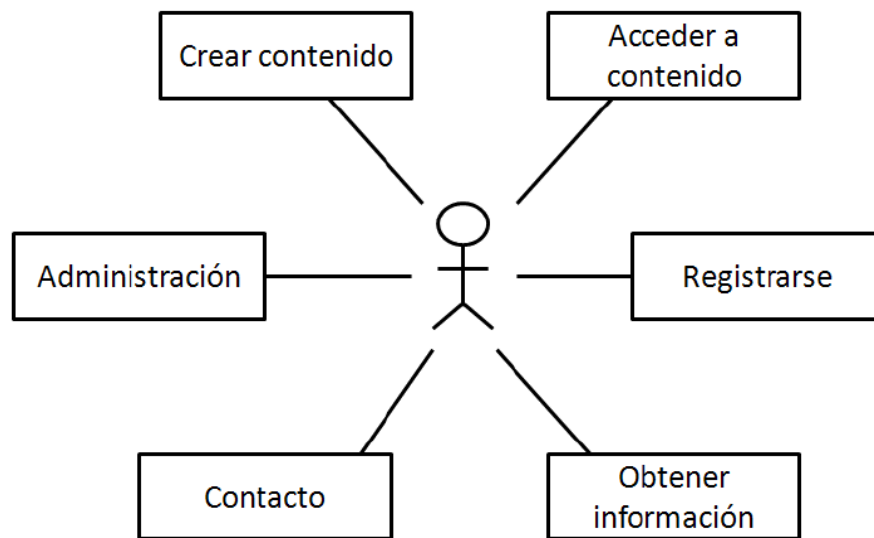 Crear contenido
Acceder a
contenido
Administración
Registrarse
Contacto
Obtener
información